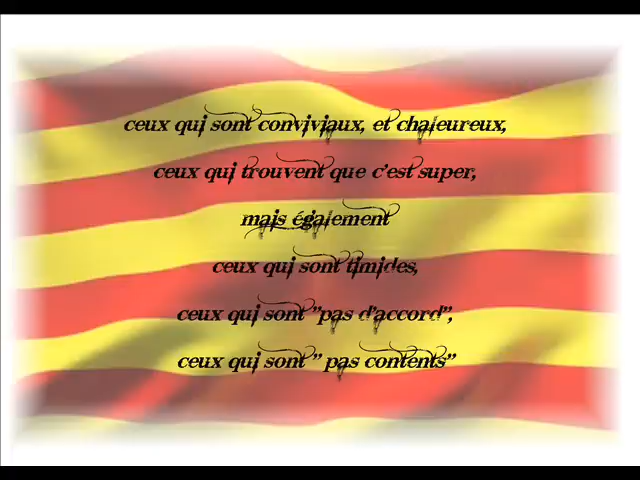 ceux qui sont conviviaux, et chaleureux,
ceux qui trouvent que c'est super,
mais également
ceux qui sont timides,
ceux qui sont "pas d'accord",
ceux qui sont " pas contents"